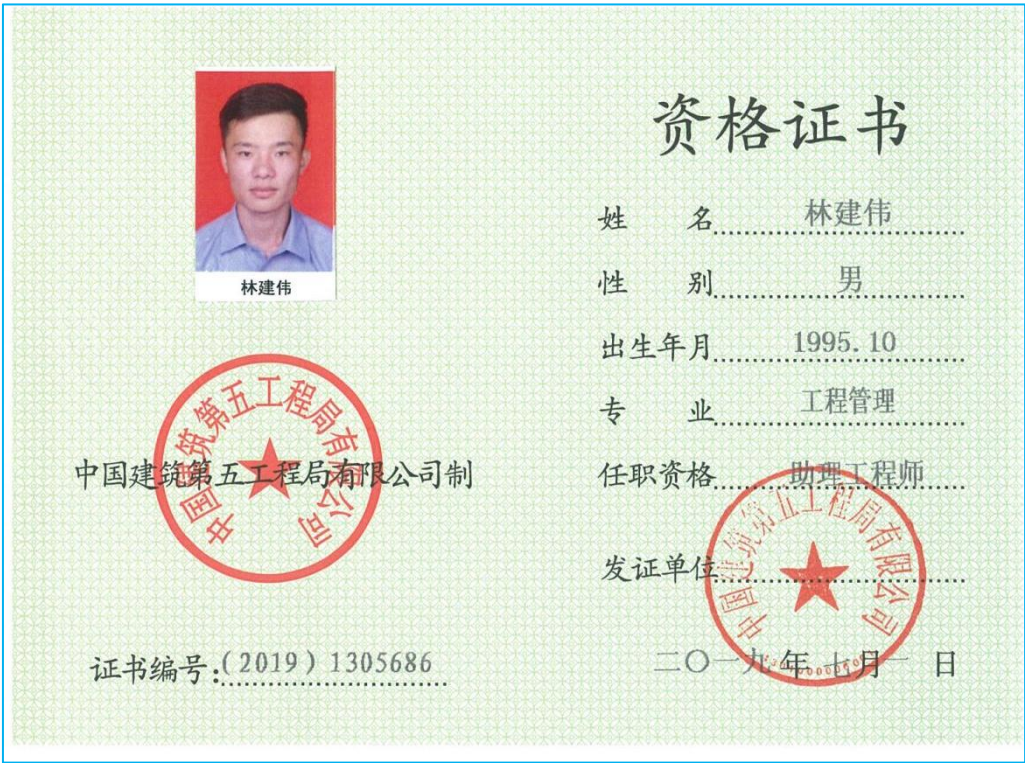 林建伟
中国建筑第五工程局有限公司
中国建筑第五工程局有限公司制
证书编号:(2019)1305686
资格证书
姓 名 林建伟
性 别 男
出生年月 1995.10
专 业 工程管理
任职资格 助理工程师
发证单位
中国建筑第五工程局有限公司
二〇一九年七月一日